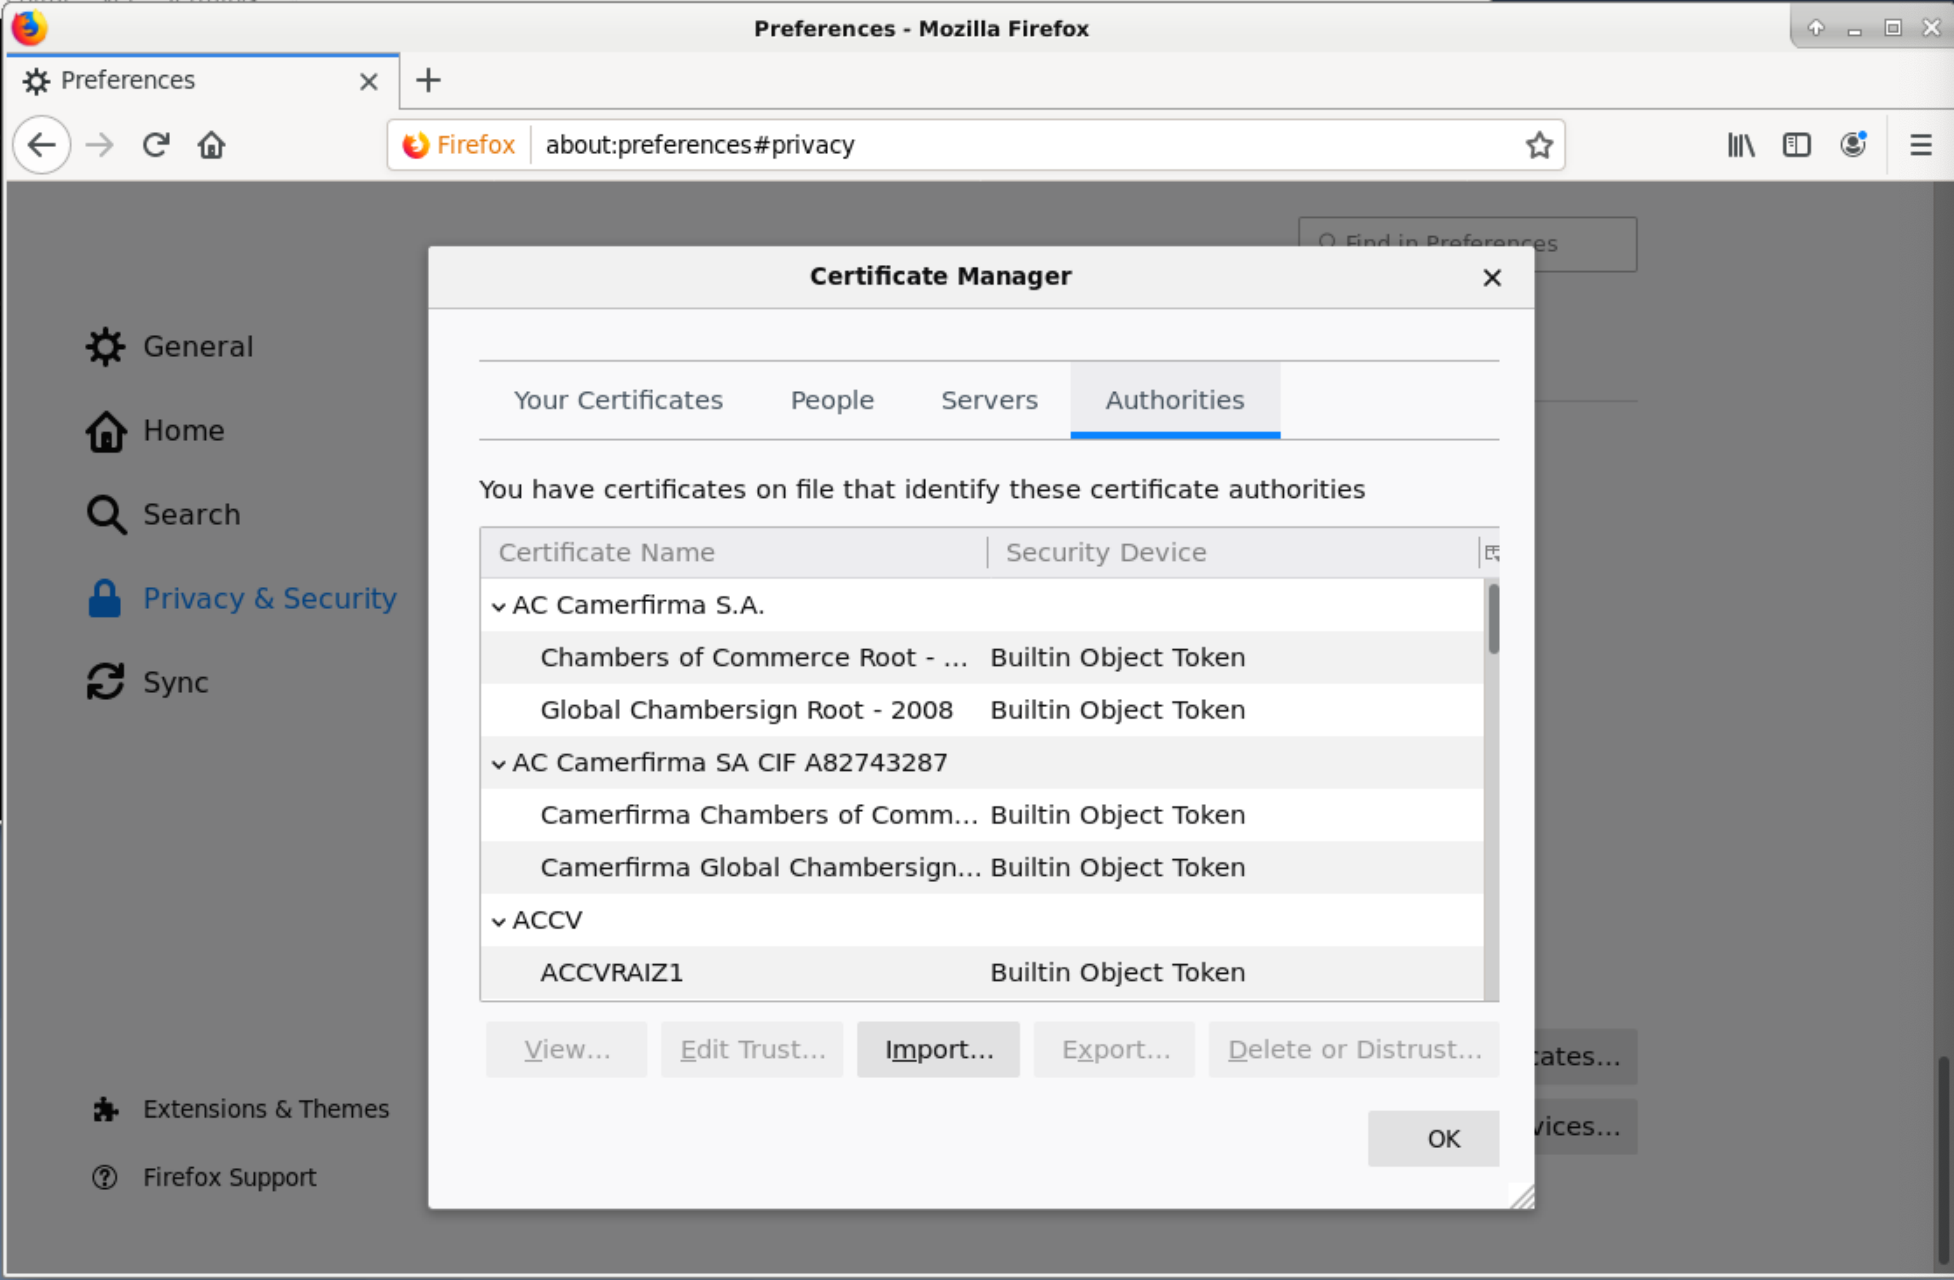 Preferences - Mozilla Firefox
Preferences
Firefox
about:preferences#privacy
Find in Preferences
General
Home
Search
Privacy & Security
Sync
Extensions & Themes
Firefox Support
Certificate Manager
Your Certificates
People
Servers
Authorities
You have certificates on file that identify these certificate authorities
Certificate Name
Security Device
AC Camerfirma S.A.
Chambers of Commerce Root - ... Builtin Object Token
Global Chambersign Root - 2008 Builtin Object Token
AC Camerfirma SA CIF A82743287
Camerfirma Chambers of Comm... Builtin Object Token
Camerfirma Global Chambersign... Builtin Object Token
ACCV
ACCVRAIZ1 Builtin Object Token
View...
Edit Trust...
Import...
Export...
Delete or Distrust...
cates...
vices...
OK